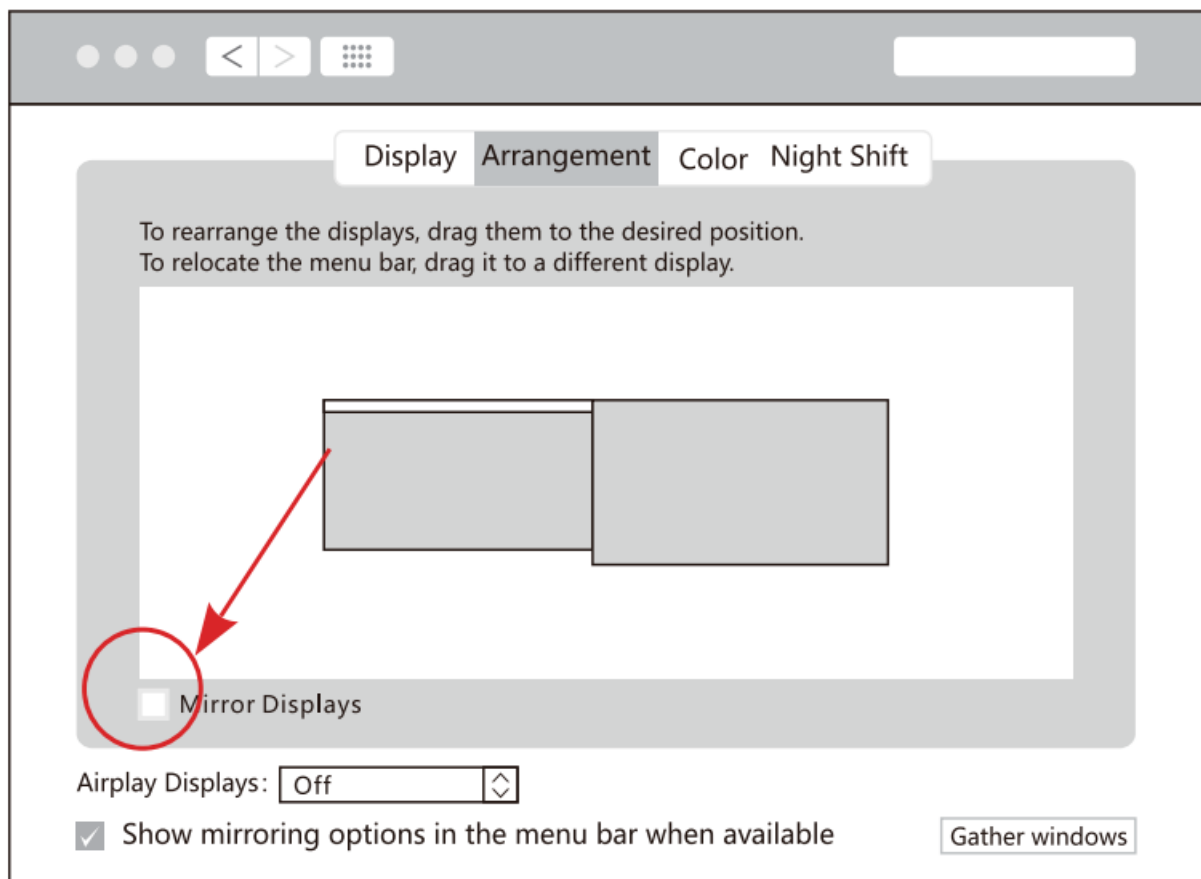 Display Arrangement Color Night Shift
To rearrange the displays, drag them to the desired position.
To relocate the menu bar, drag it to a different display.
Mirror Displays
Airplay Displays: Off
Show mirroring options in the menu bar when available Gather windows